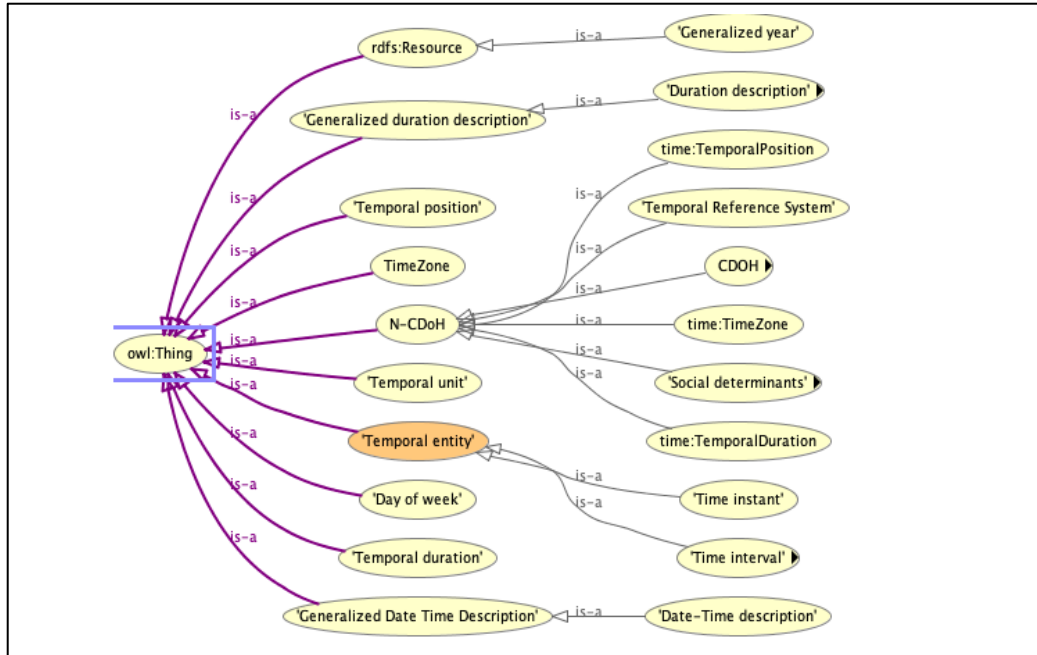 'Generalized year'
rdfs:Resource
is-a
'Duration description'
is-a
is-a
'Generalized duration description'
time:TemporalPosition
is-a
is-a
'Temporal position'
'Temporal Reference System'
is-a
is-a
TimeZone
CDOH
is-a
is-a
is-a
N-CDoH
is-a
time:TimeZone
is-a
owl:Thing
is-a
is-a
'Temporal unit'
'Social determinants'
is-a
is-a
'Temporal entity'
time:TemporalDuration
is-a
is-a
'Day of week'
'Time instant'
is-a
is-a
'Temporal duration'
'Time interval'
is-a
'Generalized Date Time Description'
is-a
'Date-Time description'